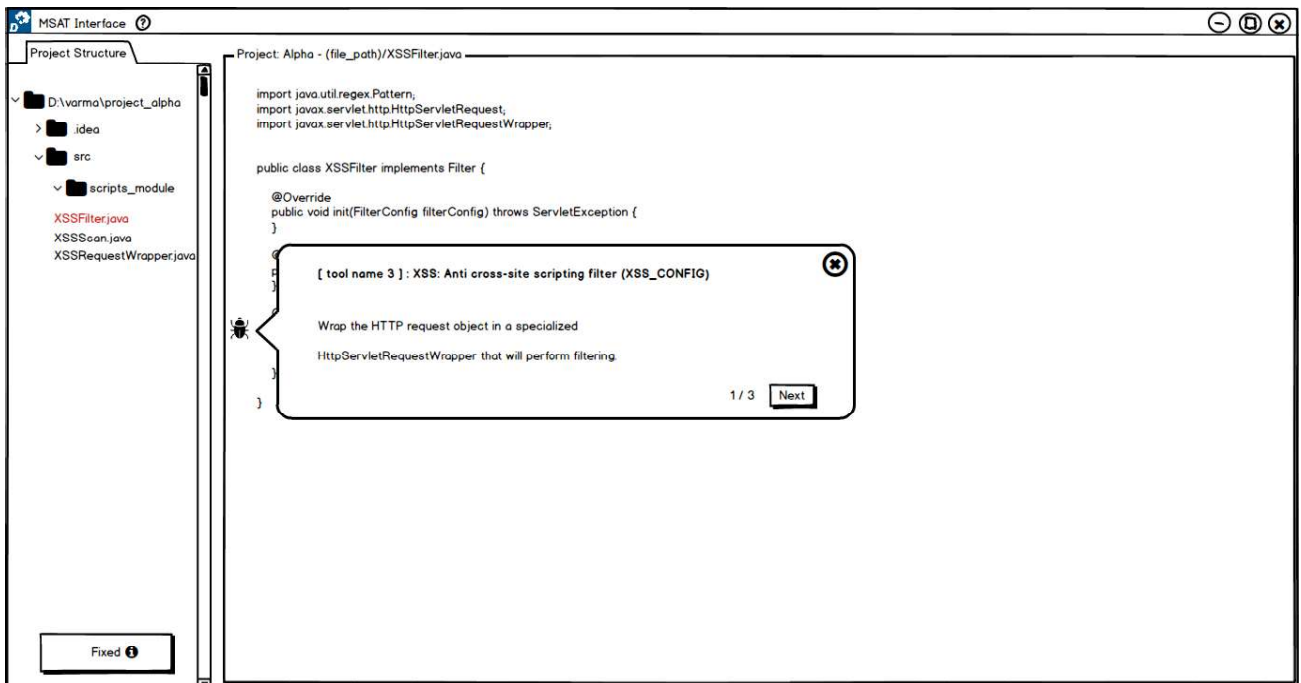 MSAT Interface ?
Project Structure
D:\varma\project_alpha
.idea
src
scripts_module
XSSFilter.java
XSSScan.java
XSSRequestWrapper.java
Fixed i
Project: Alpha - (file_path)/XSSFilter.java
import java.util.regex.Pattern;
import javax.servlet.http.HttpServletRequest;
import javax.servlet.http.HttpServletRequestWrapper;
public class XSSFilter implements Filter {
@Override
public void init(FilterConfig filterConfig) throws ServletException {
}
}
}
}
[ tool name 3 ] : XSS: Anti cross-site scripting filter (XSS_CONFIG)
Wrap the HTTP request object in a specialized
HttpServletRequestWrapper that will perform filtering.
1 / 3 Next